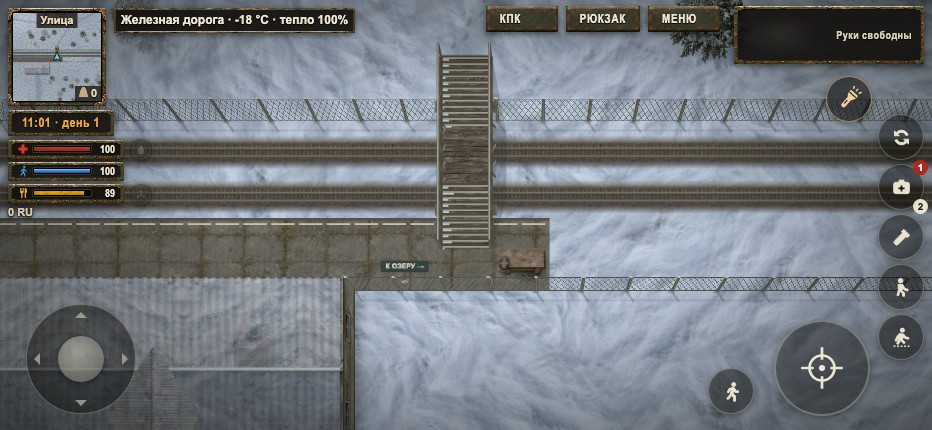 Улица
0
Железная дорога · -18 °C · тепло 100%
КПК
РЮКЗАК
МЕНЮ
Руки свободны
11:01 · день 1
100
100
89
0 RU
1
2
К ОЗЕРУ →